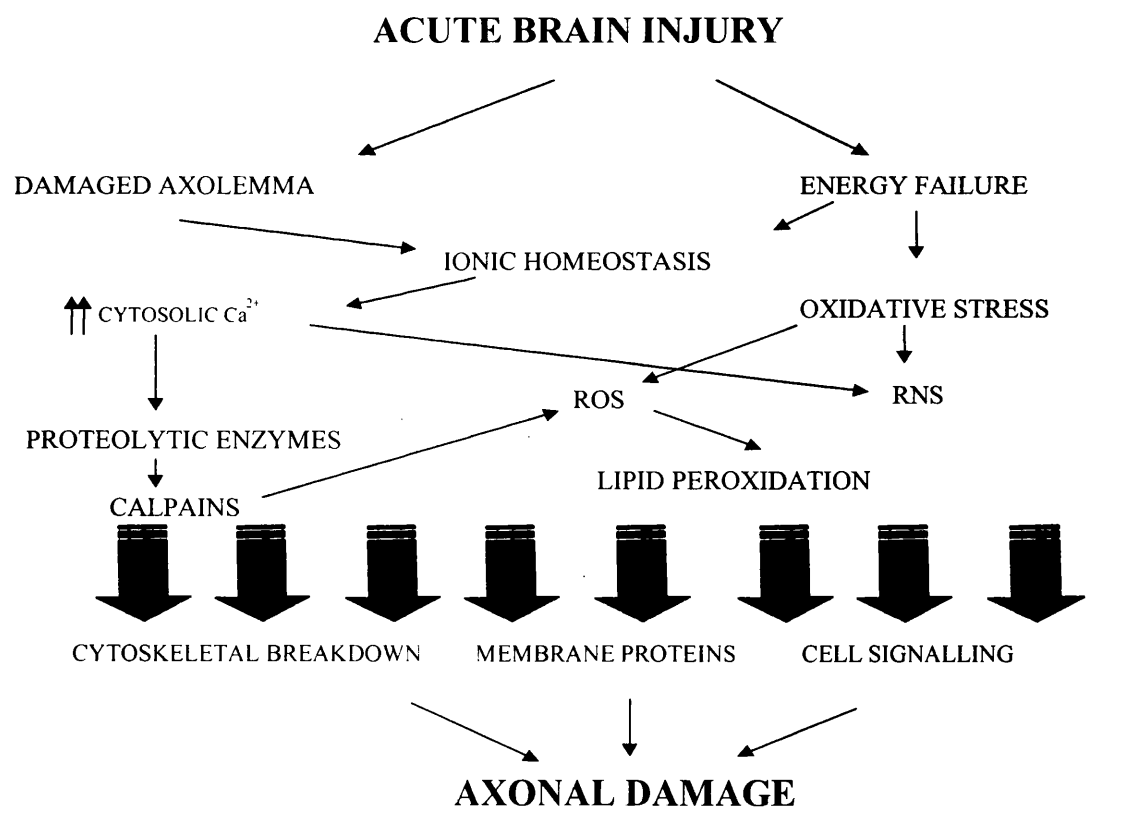 ACUTE BRAIN INJURY
DAMAGED AXOLEMMA
ENERGY FAILURE
IONIC HOMEOSTASIS
CYTOSOLIC Ca²⁺
OXIDATIVE STRESS
ROS
RNS
PROTEOLYTIC ENZYMES
LIPID PEROXIDATION
CALPAINS
CYTOSKELETAL BREAKDOWN
MEMBRANE PROTEINS
CELL SIGNALLING
AXONAL DAMAGE